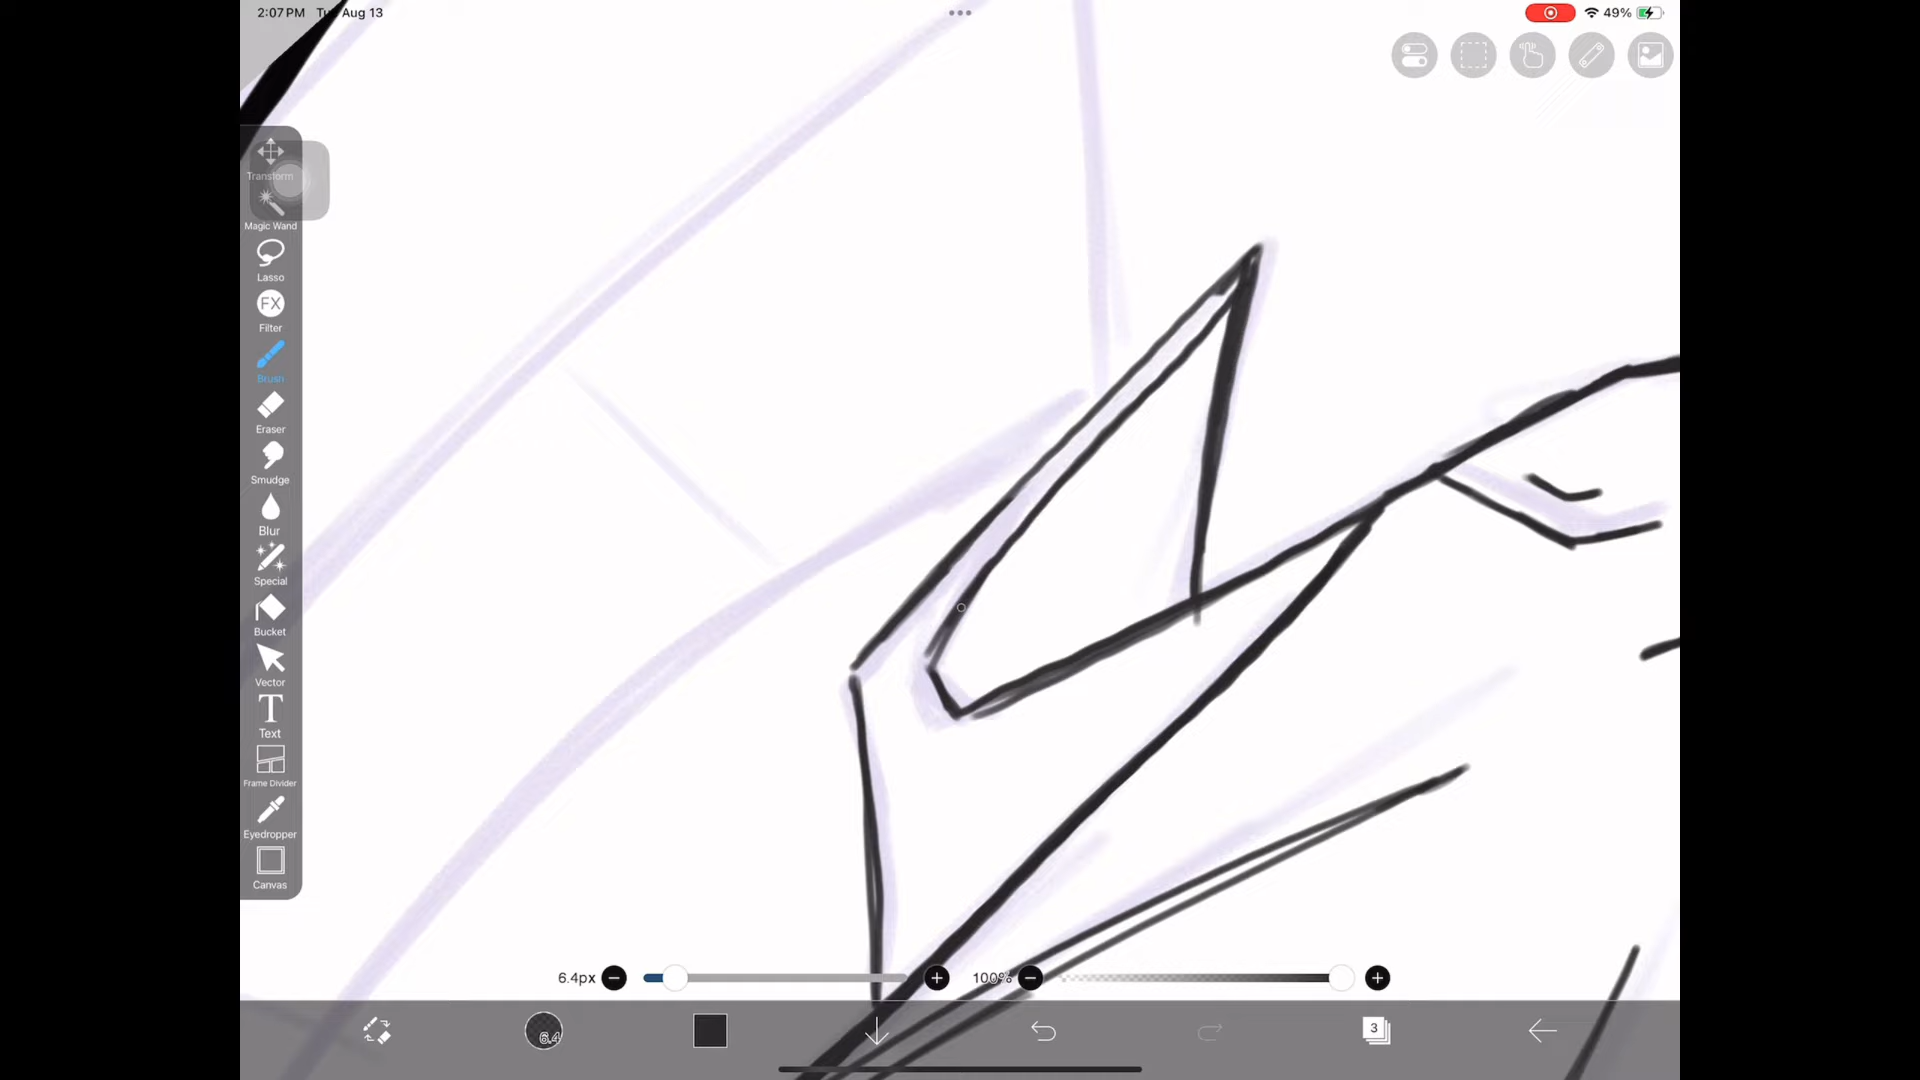 2:07 PM Tu Aug 13
49%
Transform
Magic Wand
Lasso
FX
Filter
Brush
Eraser
Smudge
Blur
Special
Bucket
Vector
T
Text
Frame Divider
Eyedropper
Canvas
6.4px
100%
6.4
3